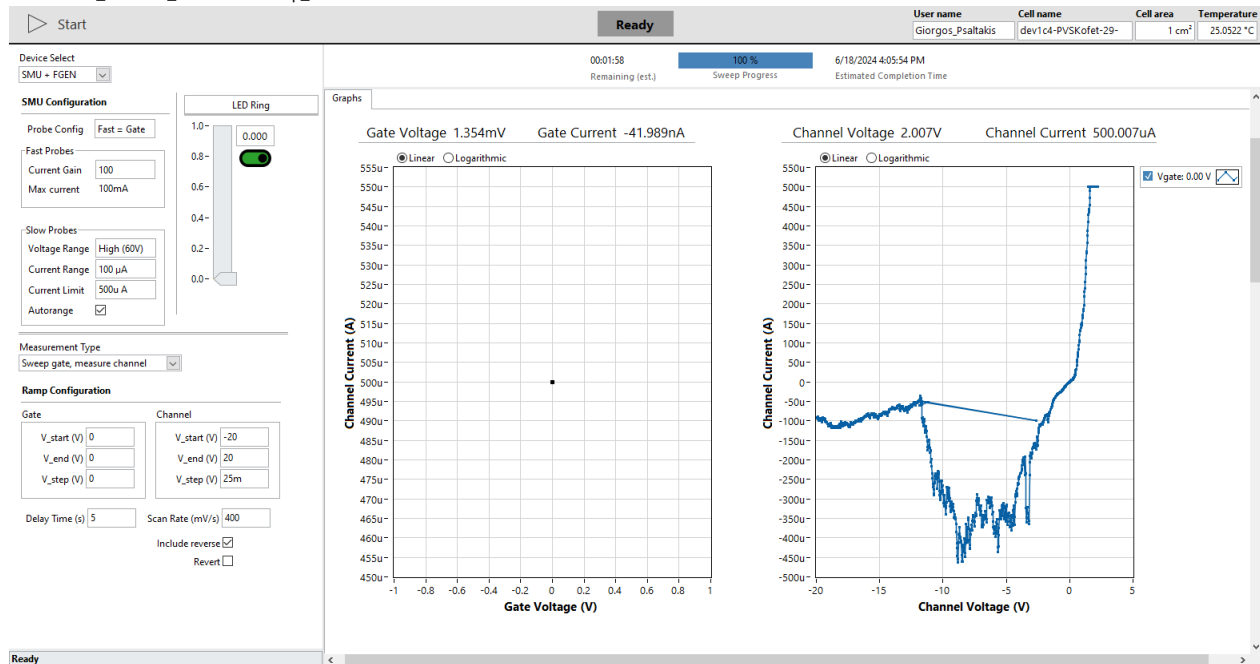 Start
Ready
User name
Cell name
Cell area
Temperature
Giorgos_Psaltakis
dev1c4-PVSKofet-29-
1 cm²
25.0522 °C
Device Select
SMU + FGEN
00:01:58
100 %
6/18/2024 4:05:54 PM
Remaining (est.)
Sweep Progress
Estimated Completion Time
SMU Configuration
LED Ring
Probe Config
Fast = Gate
1.0
0.8
0.6
0.4
0.2
0.0
0.000
Fast Probes
Current Gain
100
Max current
100mA
Slow Probes
Voltage Range
High (60V)
Current Range
100 µA
Current Limit
500u A
Autorange
Measurement Type
Sweep gate, measure channel
Ramp Configuration
Gate
V_start (V)
0
V_end (V)
0
V_step (V)
0
Channel
V_start (V)
-20
V_end (V)
20
V_step (V)
25m
Delay Time (s)
5
Scan Rate (mV/s)
400
Include reverse
Revert
Ready
Graphs
Gate Voltage 1.354mV
Gate Current -41.989nA
Linear
Logarithmic
Channel Current (A)
555u
550u
545u
540u
535u
530u
525u
520u
515u
510u
505u
500u
495u
490u
485u
480u
475u
470u
465u
460u
455u
450u
-1
-0.8
-0.6
-0.4
-0.2
0
0.2
0.4
0.6
0.8
1
Gate Voltage (V)
Channel Voltage 2.007V
Channel Current 500.007uA
Linear
Logarithmic
Channel Current (A)
550u
500u
450u
400u
350u
300u
250u
200u
150u
100u
50u
0
-50u
-100u
-150u
-200u
-250u
-300u
-350u
-400u
-450u
-500u
-20
-15
-10
-5
0
5
Channel Voltage (V)
Vgate: 0.00 V